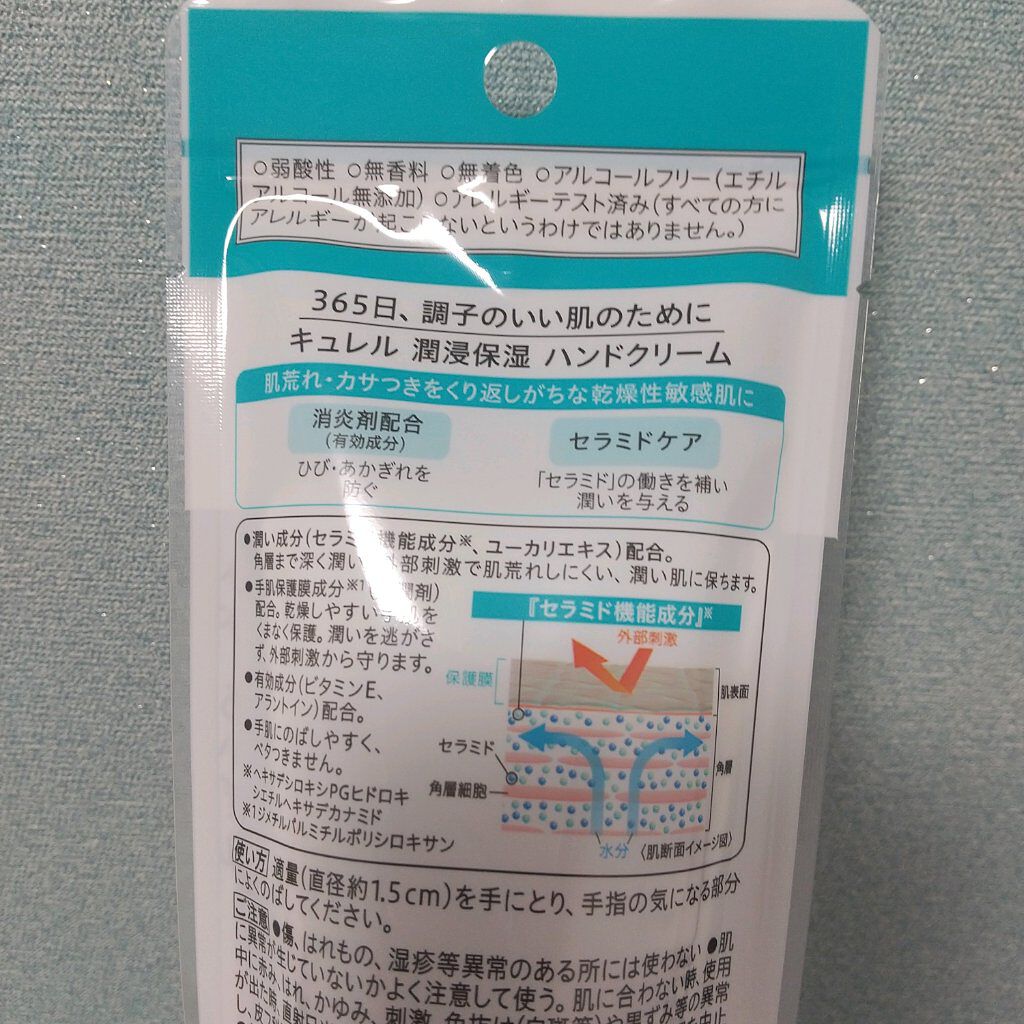 ○弱酸性 ○無香料 ○無着色 ○アルコールフリー(エチル
アルコール無添加) ○アレルギーテスト済み(すべての方に
アレルギーが起こ ないというわけではありません。)
365日、調子のいい肌のために
キュレル 潤浸保湿 ハンドクリーム
肌荒れ・カサつきをくり返しがちな乾燥性敏感肌に
消炎剤配合
(有効成分)
ひび・あかぎれを
防ぐ
セラミドケア
「セラミド」の働きを補い
潤いを与える
●潤い成分(セラミ 機能成分※、ユーカリエキス)配合。
角層まで深く潤い 外部刺激で肌荒れしにくい、潤い肌に保ちます。
●手肌保護膜成分※1 潤剤)
配合。乾燥しやすい手肌を
くまなく保護。潤いを逃がさ
ず、外部刺激から守ります。
●有効成分(ビタミンE、
アラントイン)配合。
●手肌にのばしやすく、
ベタつきません。
※ヘキサデシロキシPGヒドロキ
シエチルヘキサデカナミド
※1ジメチルパルミチルポリシロキサン
『セラミド機能成分』※
外部刺激
保護膜
肌表面
セラミド
角層
角層細胞
水分
〈肌断面イメージ図〉
使い方 適量(直径約1.5cm)を手にとり、手指の気になる部分
によくのばしてください。
ご注意 ●傷、はれもの、湿疹等異常のある所には使わない ●肌
に異常が生じていないかよく注意して使う。肌に合わない時、使用
中に赤み、はれ、かゆみ、刺激、色抜け(白斑等)や黒ずみ等の異常
が出た時、直射日光